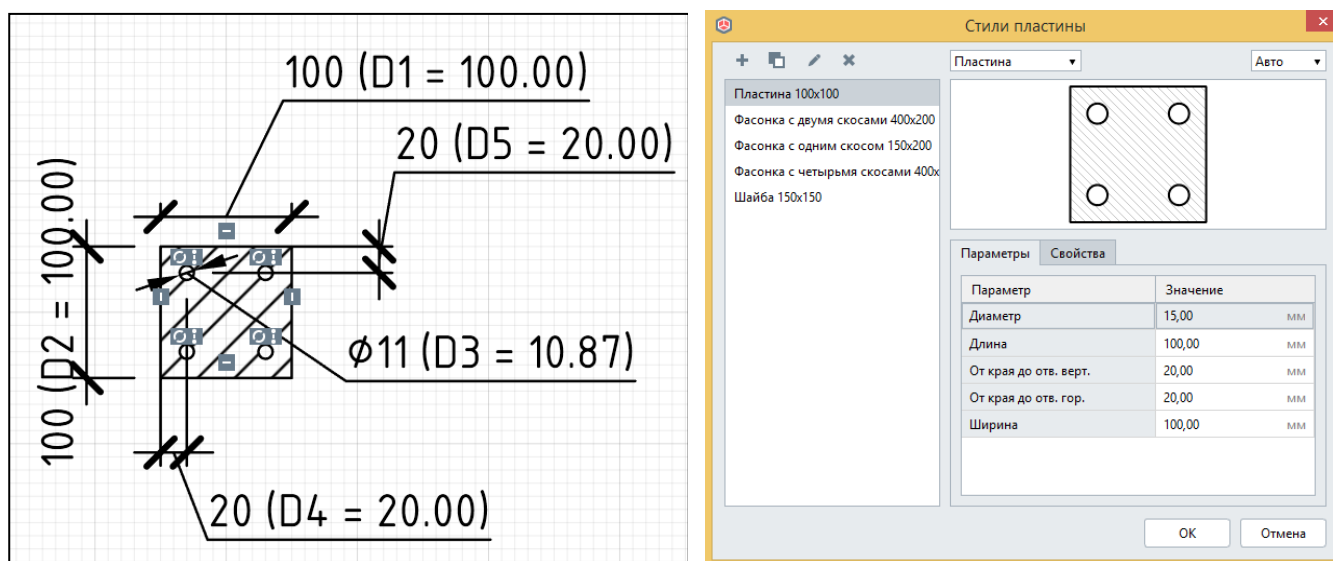 100 (D1 = 100.00)
20 (D5 = 20.00)
100 (D2 = 100.00)
ϕ11 (D3 = 10.87)
20 (D4 = 20.00)
Стили пластины
Пластина
Авто
Пластина 100x100
Фасонка с двумя скосами 400x200
Фасонка с одним скосом 150x200
Фасонка с четырьмя скосами 400x
Шайба 150x150
Параметры Свойства
Параметр Значение
Диаметр 15,00 мм
Длина 100,00 мм
От края до отв. верт. 20,00 мм
От края до отв. гор. 20,00 мм
Ширина 100,00 мм
OK Отмена